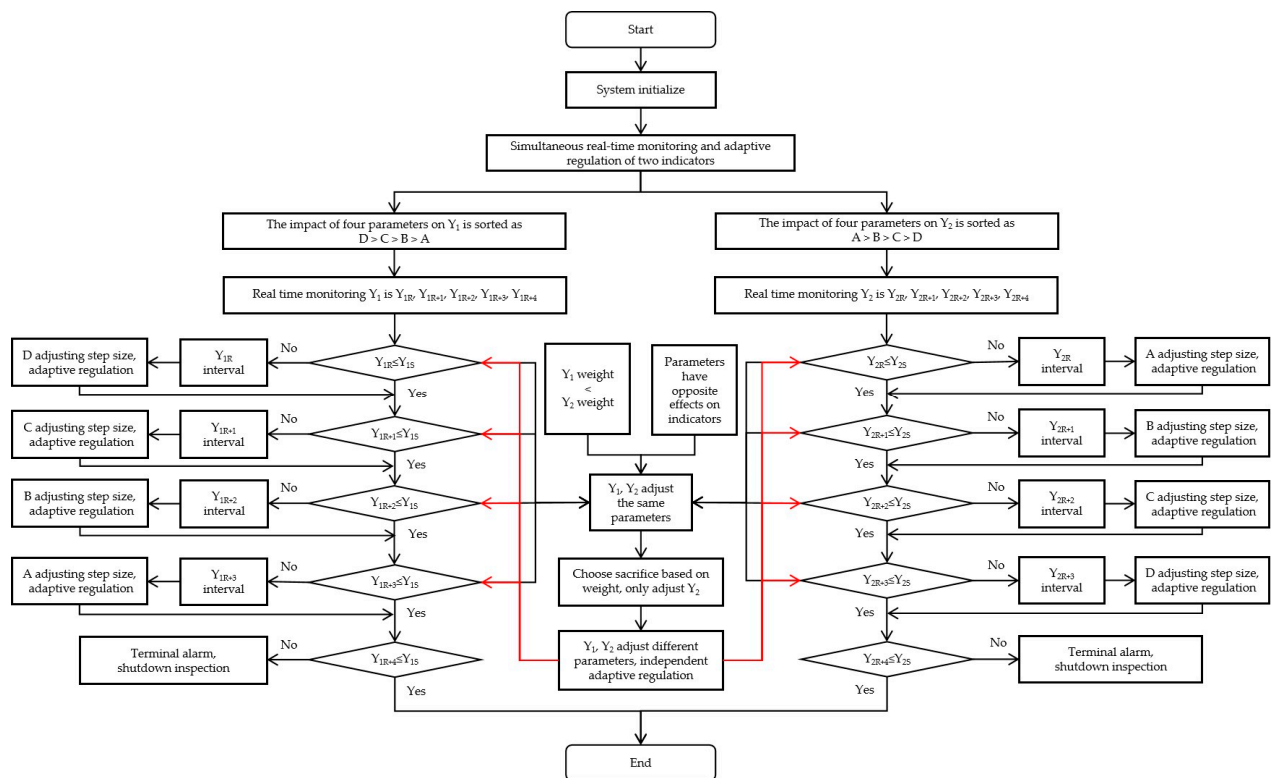 Start
System initialize
Simultaneous real-time monitoring and adaptive
regulation of two indicators
The impact of four parameters on Y₁ is sorted as
D > C > B > A
The impact of four parameters on Y₂ is sorted as
A > B > C > D
Real time monitoring Y₁ is Y₁R, Y₁R+1, Y₁R+2, Y₁R+3, Y₁R+4
Real time monitoring Y₂ is Y₂R, Y₂R+1, Y₂R+2, Y₂R+3, Y₂R+4
D adjusting step size,
adaptive regulation
Y₁R
interval
No
Y₁R≤Y₁S
Yes
C adjusting step size,
adaptive regulation
Y₁R+1
interval
No
Y₁R+1≤Y₁S
Yes
B adjusting step size,
adaptive regulation
Y₁R+2
interval
No
Y₁R+2≤Y₁S
Yes
A adjusting step size,
adaptive regulation
Y₁R+3
interval
No
Y₁R+3≤Y₁S
Yes
Terminal alarm,
shutdown inspection
No
Y₁R+4≤Y₁S
Yes
Y₁ weight
<
Y₂ weight
Parameters
have
opposite
effects on
indicators
Y₁, Y₂ adjust
the same
parameters
Choose sacrifice based on
weight, only adjust Y₂
Y₁, Y₂ adjust different
parameters, independent
adaptive regulation
Y₂R≤Y₂S
No
Y₂R
interval
A adjusting step size,
adaptive regulation
Yes
Y₂R+1≤Y₂S
No
Y₂R+1
interval
B adjusting step size,
adaptive regulation
Yes
Y₂R+2≤Y₂S
No
Y₂R+2
interval
C adjusting step size,
adaptive regulation
Yes
Y₂R+3≤Y₂S
No
Y₂R+3
interval
D adjusting step size,
adaptive regulation
Yes
Y₂R+4≤Y₂S
No
Terminal alarm,
shutdown inspection
Yes
End